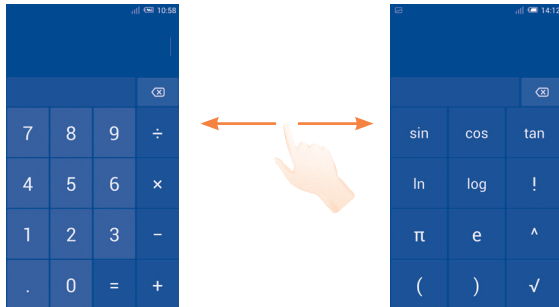 10:58
7 8 9 ÷
4 5 6 ×
1 2 3 −
. 0 = +
14:12
sin cos tan
ln log !
π e ^
( ) √